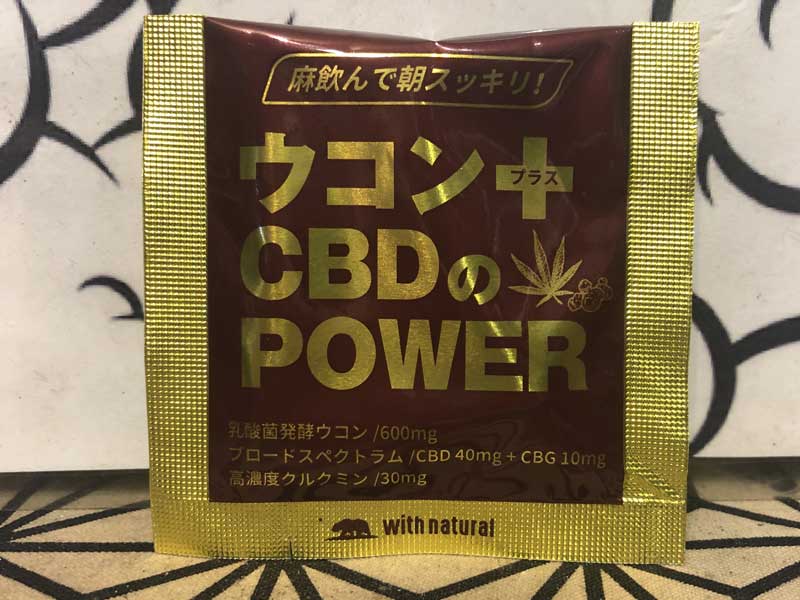 麻飲んで朝スッキリ!
ウコン+
プラス
CBDの
POWER
乳酸菌発酵ウコン/600mg
ブロードスペクトラム/CBD 40mg+CBG 10mg
高濃度クルクミン/30mg
with natural